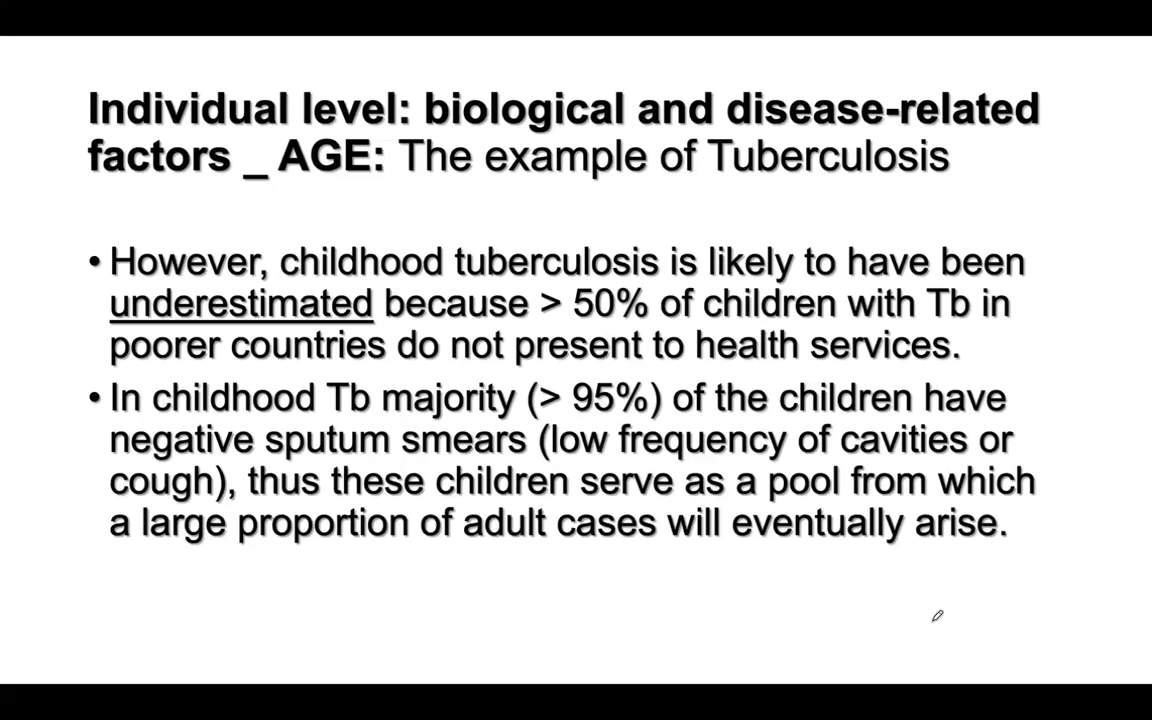 Individual level: biological and disease-related
factors _ AGE: The example of Tuberculosis
• However, childhood tuberculosis is likely to have been
underestimated because > 50% of children with Tb in
poorer countries do not present to health services.
• In childhood Tb majority (> 95%) of the children have
negative sputum smears (low frequency of cavities or
cough), thus these children serve as a pool from which
a large proportion of adult cases will eventually arise.